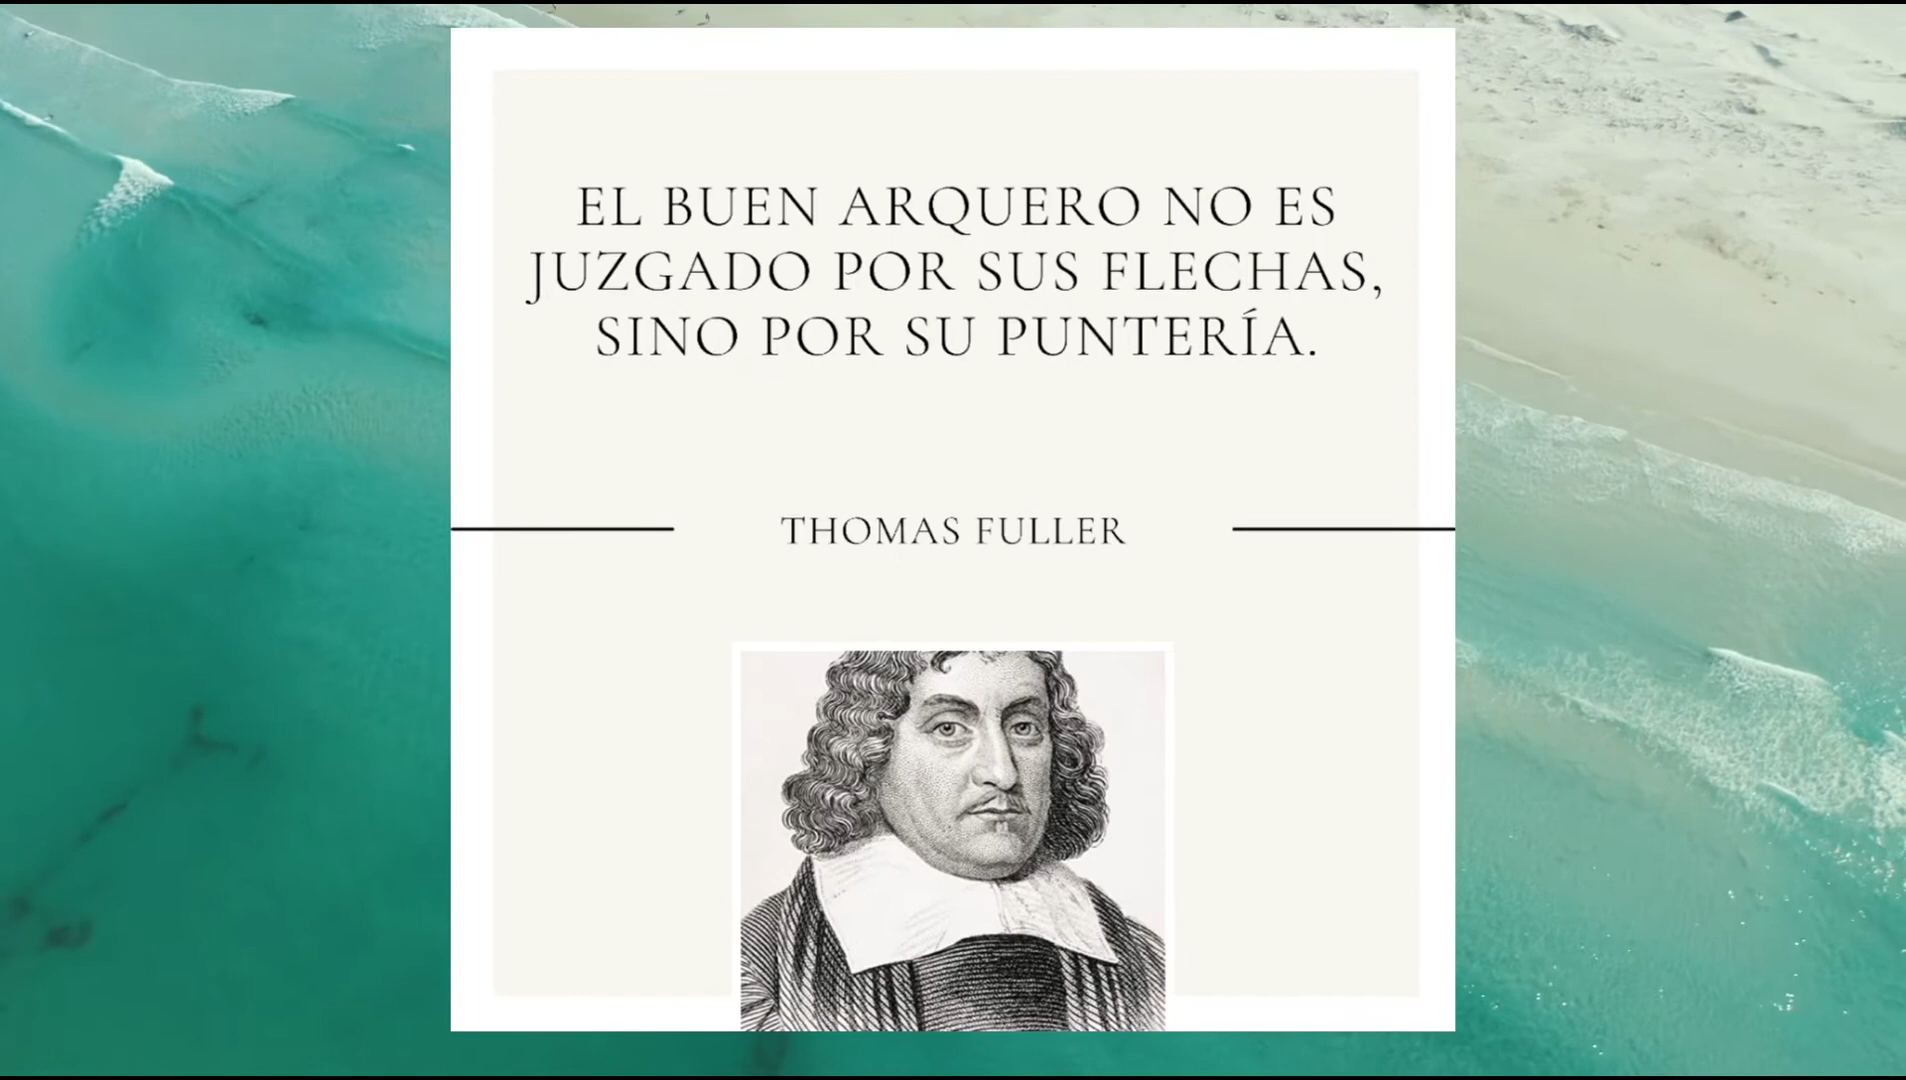 EL BUEN ARQUERO NO ES
JUZGADO POR SUS FLECHAS,
SINO POR SU PUNTERÍA.
THOMAS FULLER